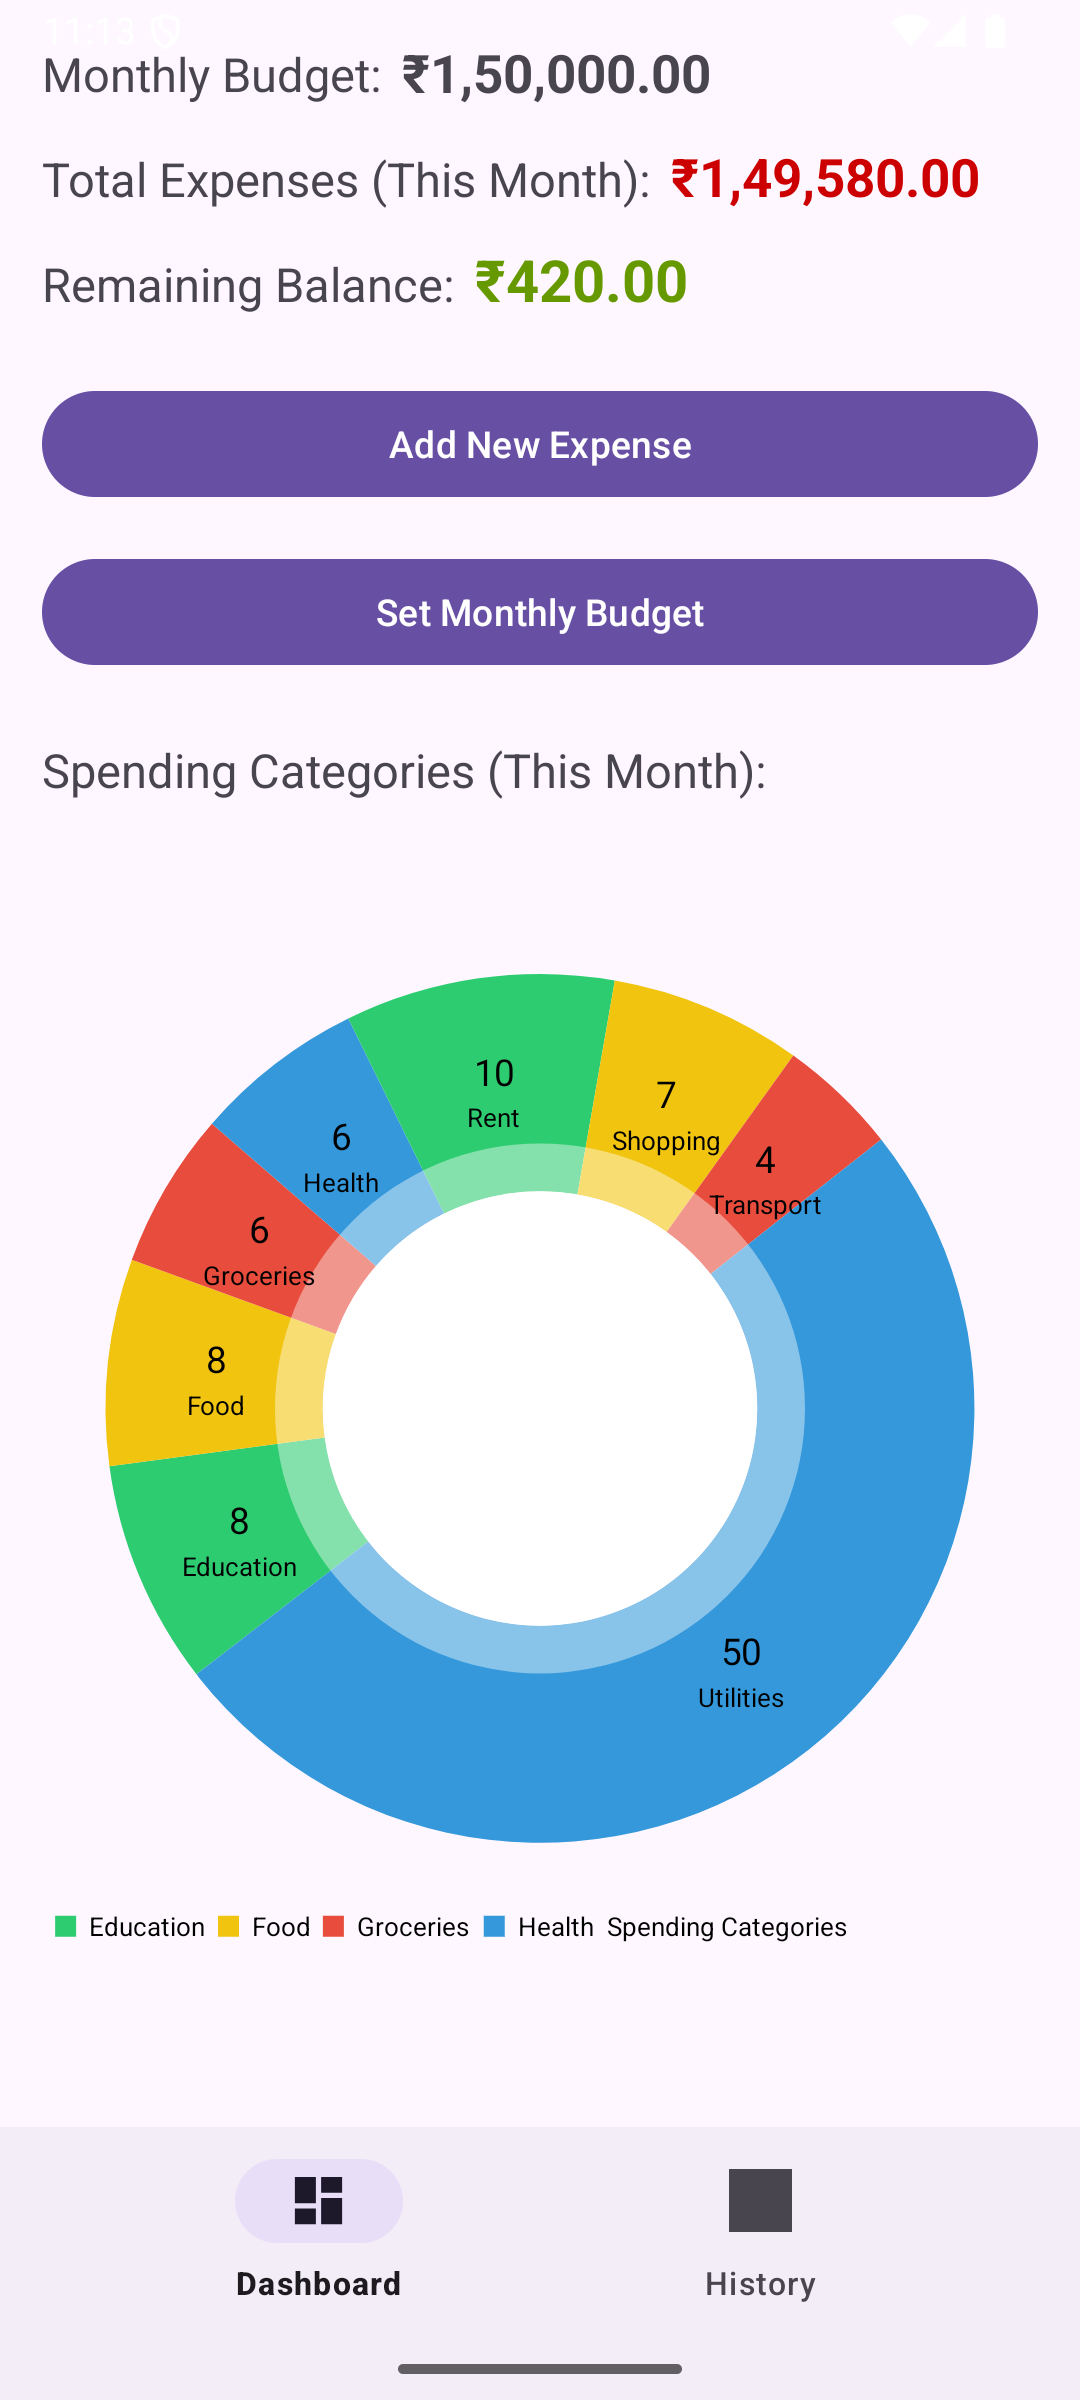 11:13
Monthly Budget: ₹1,50,000.00
Total Expenses (This Month): ₹1,49,580.00
Remaining Balance: ₹420.00
Add New Expense
Set Monthly Budget
Spending Categories (This Month):
10
Rent
7
Shopping
4
Transport
6
Health
6
Groceries
8
Food
8
Education
50
Utilities
Education Food Groceries Health Spending Categories
Dashboard
History